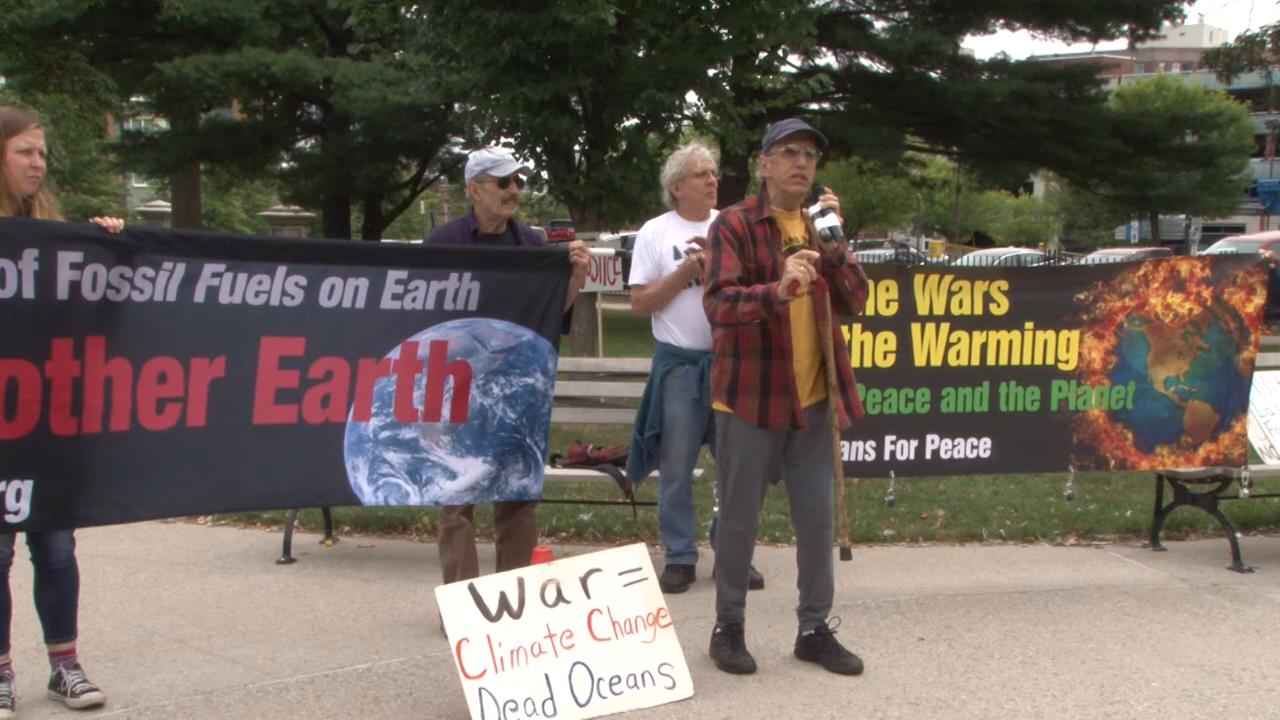 of Fossil Fuels on Earth
other Earth
rg
he Wars
the Warming
Peace and the Planet
ans For Peace
War =
Climate Change
Dead Oceans